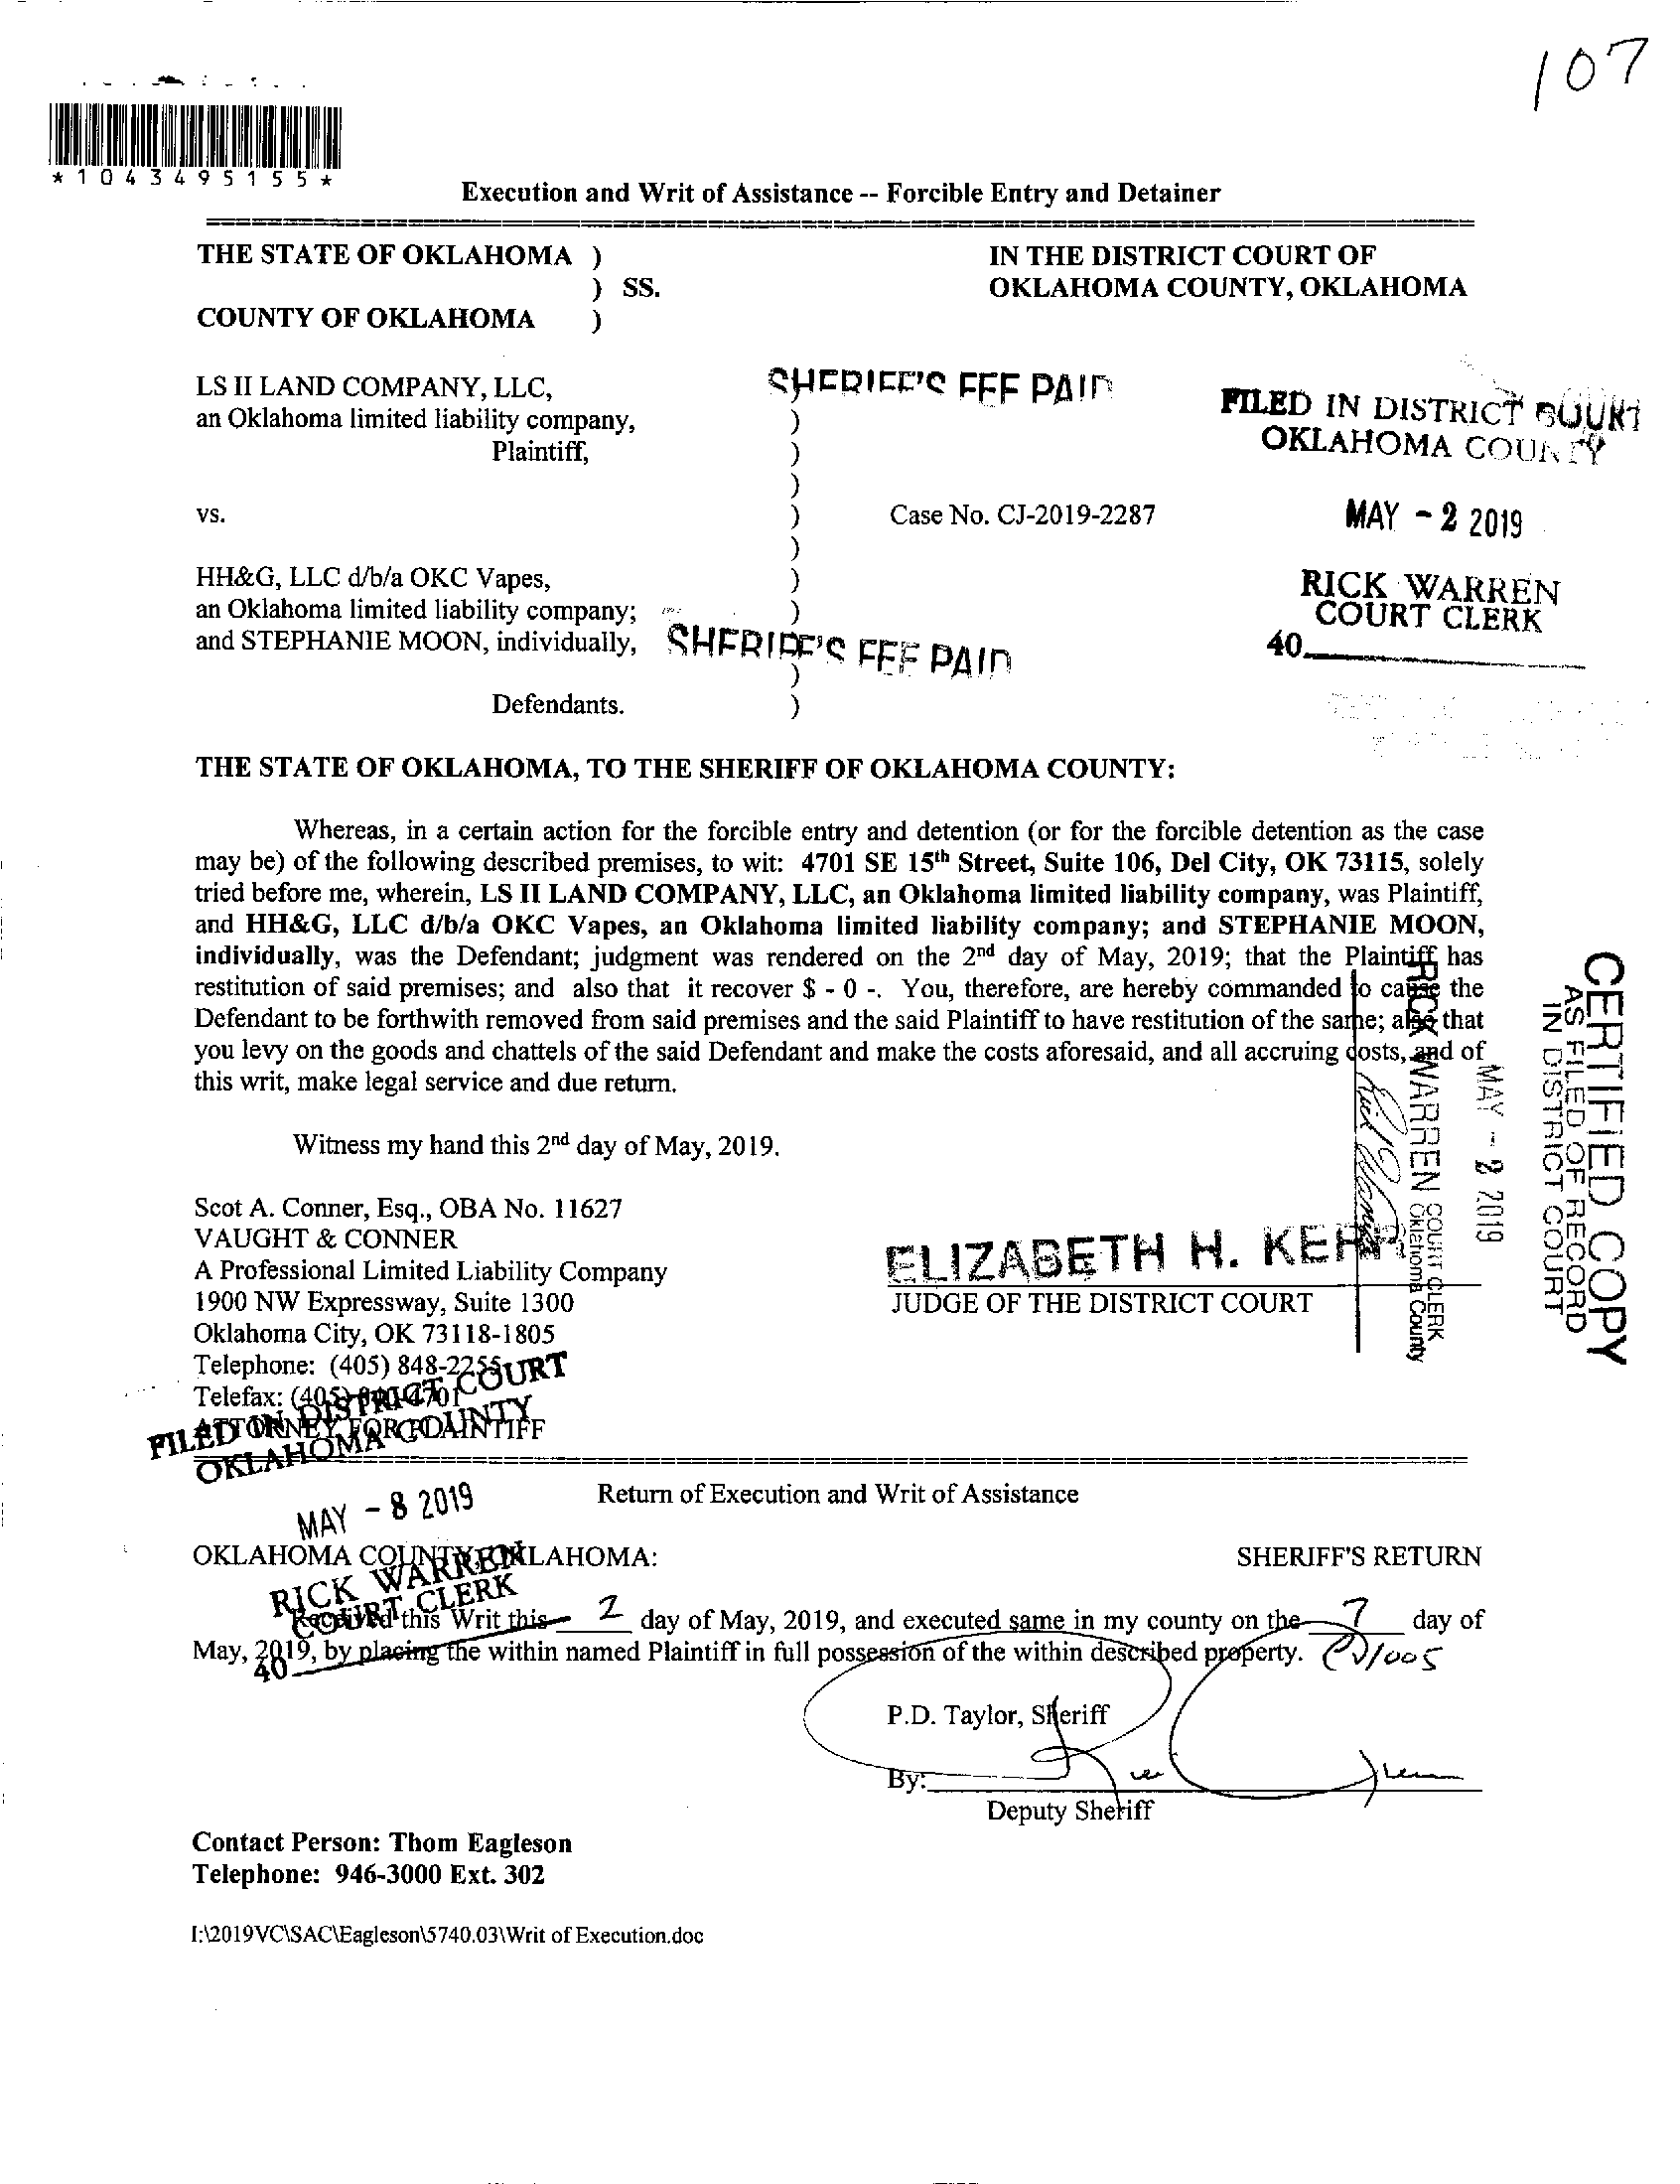 107
*1043495155*
Execution and Writ of Assistance -- Forcible Entry and Detainer
THE STATE OF OKLAHOMA )
) SS.
COUNTY OF OKLAHOMA )
IN THE DISTRICT COURT OF
OKLAHOMA COUNTY, OKLAHOMA
LS II LAND COMPANY, LLC,
an Oklahoma limited liability company, )
Plaintiff, )
)
vs. )
)
HH&G, LLC d/b/a OKC Vapes, )
an Oklahoma limited liability company; )
and STEPHANIE MOON, individually,
)
Defendants. )
SHERIFF'S FEE PAID
Case No. CJ-2019-2287
SHERIFF'S FEE PAID
FILED IN DISTRICT COURT
OKLAHOMA COUNTY
MAY - 2 2019
RICK WARREN
COURT CLERK
40
THE STATE OF OKLAHOMA, TO THE SHERIFF OF OKLAHOMA COUNTY:
Whereas, in a certain action for the forcible entry and detention (or for the forcible detention as the case
may be) of the following described premises, to wit: 4701 SE 15th Street, Suite 106, Del City, OK 73115, solely
tried before me, wherein, LS II LAND COMPANY, LLC, an Oklahoma limited liability company, was Plaintiff,
and HH&G, LLC d/b/a OKC Vapes, an Oklahoma limited liability company; and STEPHANIE MOON,
individually, was the Defendant; judgment was rendered on the 2nd day of May, 2019; that the Plaintiff has
restitution of said premises; and also that it recover $ - 0 -. You, therefore, are hereby commanded to cause the
Defendant to be forthwith removed from said premises and the said Plaintiff to have restitution of the same; also that
you levy on the goods and chattels of the said Defendant and make the costs aforesaid, and all accruing costs, and of
this writ, make legal service and due return.
Witness my hand this 2nd day of May, 2019.
CERTIFIED COPY
AS FILED OF RECORD
IN DISTRICT COURT
MAY - 2 2019
RICK WARREN COURT CLERK
Oklahoma County
Rick Warren
Scot A. Conner, Esq., OBA No. 11627
VAUGHT & CONNER
A Professional Limited Liability Company
1900 NW Expressway, Suite 1300
Oklahoma City, OK 73118-1805
Telephone: (405) 848-2255
Telefax: (405)
ATTORNEY FOR PLAINTIFF
ELIZABETH H. KERR
JUDGE OF THE DISTRICT COURT
FILED IN DISTRICT COURT
OKLAHOMA COUNTY
MAY - 8 2019
RICK WARREN
COURT CLERK
40
Return of Execution and Writ of Assistance
OKLAHOMA COUNTY, OKLAHOMA:
SHERIFF'S RETURN
Received this Writ this 2 day of May, 2019, and executed same in my county on the 7 day of
May, 2019, by placing the within named Plaintiff in full possession of the within described property.
P.D. Taylor, Sheriff
By:
Deputy Sheriff
Contact Person: Thom Eagleson
Telephone: 946-3000 Ext. 302
I:\2019VC\SAC\Eagleson\5740.03\Writ of Execution.doc